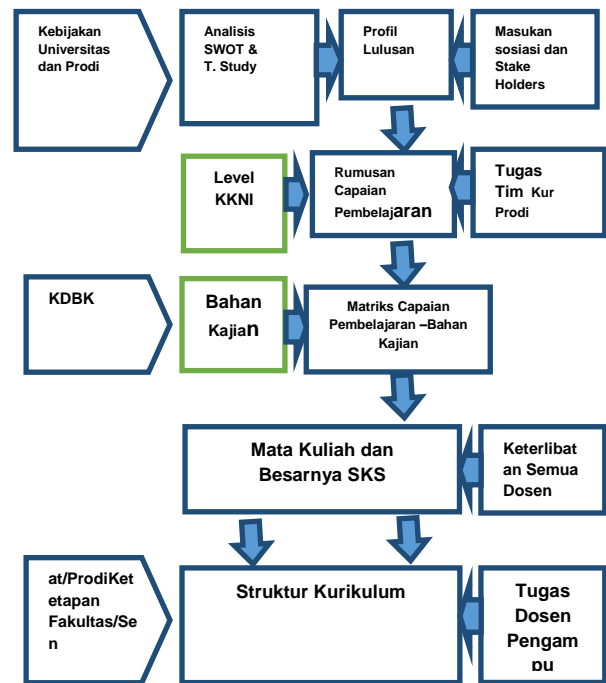 Kebijakan
Universitas
dan Prodi
Analisis
SWOT &
T. Study
Profil
Lulusan
Masukan
sosiasi dan
Stake
Holders
Level
KKNI
Rumusan
Capaian
Pembelajaran
Tugas
Tim Kur
Prodi
KDBK
Bahan
Kajian
Matriks Capaian
Pembelajaran –Bahan
Kajian
Mata Kuliah dan
Besarnya SKS
Keterlibat
an Semua
Dosen
at/ProdiKet
etapan
Fakultas/Se
n
Struktur Kurikulum
Tugas
Dosen
Pengam
pu